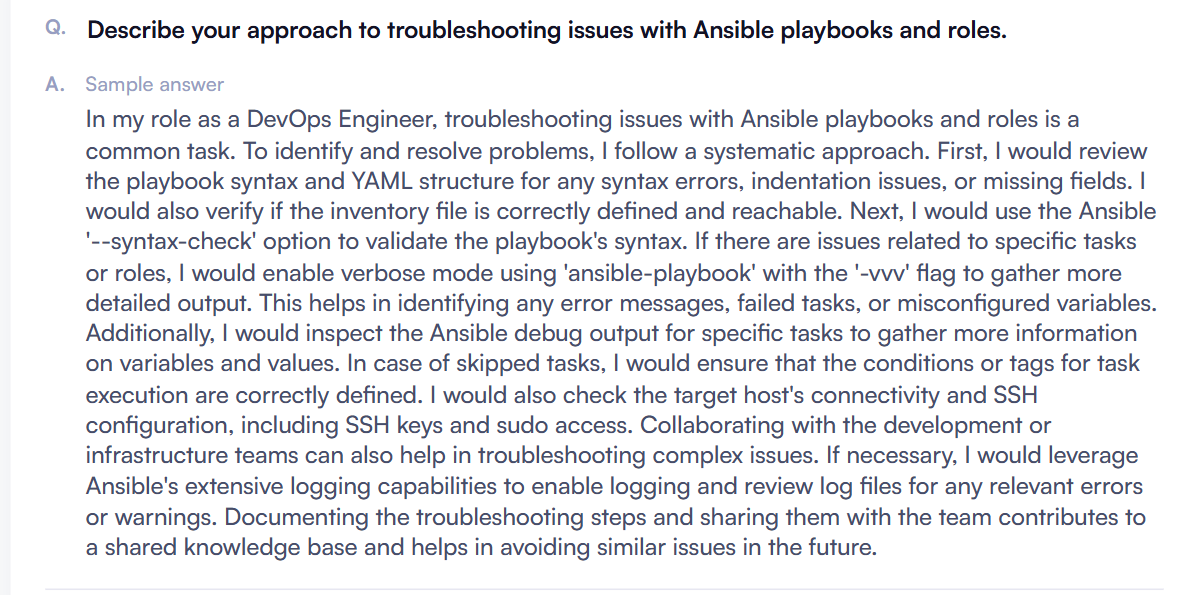 Q. Describe your approach to troubleshooting issues with Ansible playbooks and roles.
A. Sample answer
In my role as a DevOps Engineer, troubleshooting issues with Ansible playbooks and roles is a
common task. To identify and resolve problems, I follow a systematic approach. First, I would review
the playbook syntax and YAML structure for any syntax errors, indentation issues, or missing fields. I
would also verify if the inventory file is correctly defined and reachable. Next, I would use the Ansible
'--syntax-check' option to validate the playbook's syntax. If there are issues related to specific tasks
or roles, I would enable verbose mode using 'ansible-playbook' with the '-vvv' flag to gather more
detailed output. This helps in identifying any error messages, failed tasks, or misconfigured variables.
Additionally, I would inspect the Ansible debug output for specific tasks to gather more information
on variables and values. In case of skipped tasks, I would ensure that the conditions or tags for task
execution are correctly defined. I would also check the target host's connectivity and SSH
configuration, including SSH keys and sudo access. Collaborating with the development or
infrastructure teams can also help in troubleshooting complex issues. If necessary, I would leverage
Ansible's extensive logging capabilities to enable logging and review log files for any relevant errors
or warnings. Documenting the troubleshooting steps and sharing them with the team contributes to
a shared knowledge base and helps in avoiding similar issues in the future.